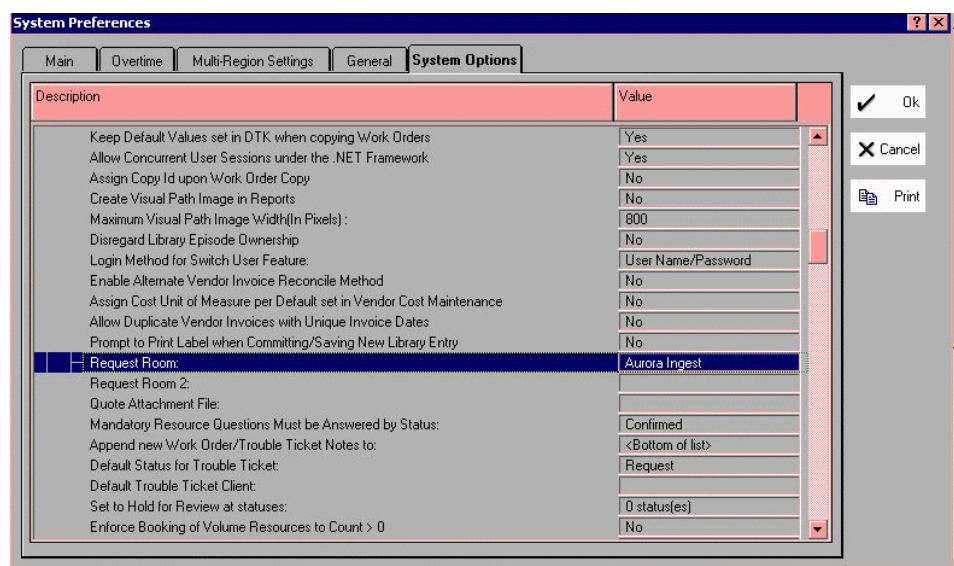 System Preferences
Main Overtime Multi-Region Settings General System Options
Description Value
Ok
Cancel
Print
Keep Default Values set in DTK when copying Work Orders Yes
Allow Concurrent User Sessions under the .NET Framework Yes
Assign Copy Id upon Work Order Copy No
Create Visual Path Image in Reports No
Maximum Visual Path Image Width(In Pixels) : 800
Disregard Library Episode Ownership No
Login Method for Switch User Feature: User Name/Password
Enable Alternate Vendor Invoice Reconcile Method No
Assign Cost Unit of Measure per Default set in Vendor Cost Maintenance No
Allow Duplicate Vendor Invoices with Unique Invoice Dates No
Prompt to Print Label when Committing/Saving New Library Entry No
Request Room: Aurora Ingest
Request Room 2:
Quote Attachment File:
Mandatory Resource Questions Must be Answered by Status: Confirmed
Append new Work Order/Trouble Ticket Notes to: <Bottom of list>
Default Status for Trouble Ticket: Request
Default Trouble Ticket Client:
Set to Hold for Review at statuses: 0 status(es)
Enforce Booking of Volume Resources to Count > 0 No